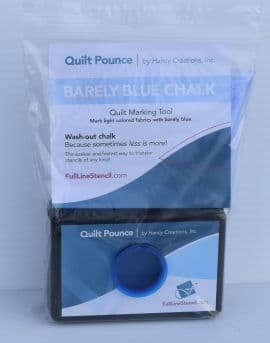 Quilt Pounce | by Hancy Creations, Inc.
BARELY BLUE CHALK
Quilt Marking Tool
Mark light-colored fabrics with barely blue.
Wash-out chalk
Because sometimes less is more!
The easiest and fastest way to transfer
stencils of any kind!
FullLineStencil.com
Quilt Pounce | by Hancy Creations, Inc.
FullLineStencil.com